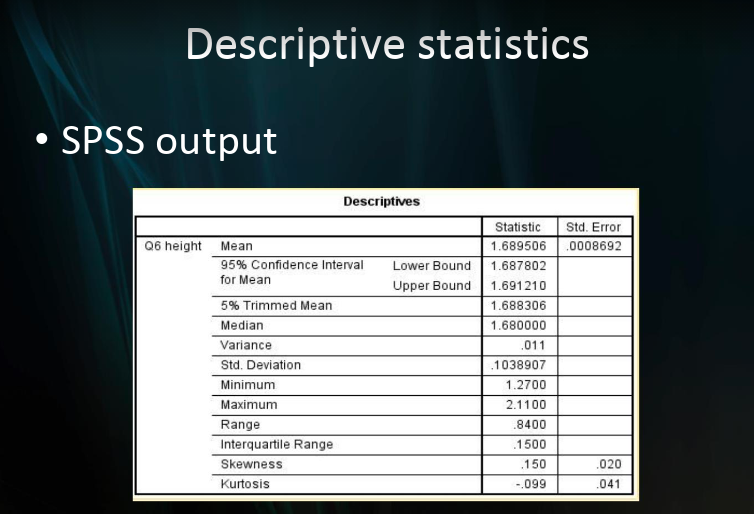 Descriptive statistics
• SPSS output
Descriptives
Statistic Std. Error
Q6 height Mean 1.689506 .0008692
95% Confidence Interval for Mean Lower Bound 1.687802
Upper Bound 1.691210
5% Trimmed Mean 1.688306
Median 1.680000
Variance .011
Std. Deviation .1038907
Minimum 1.2700
Maximum 2.1100
Range .8400
Interquartile Range .1500
Skewness .150 .020
Kurtosis -.099 .041